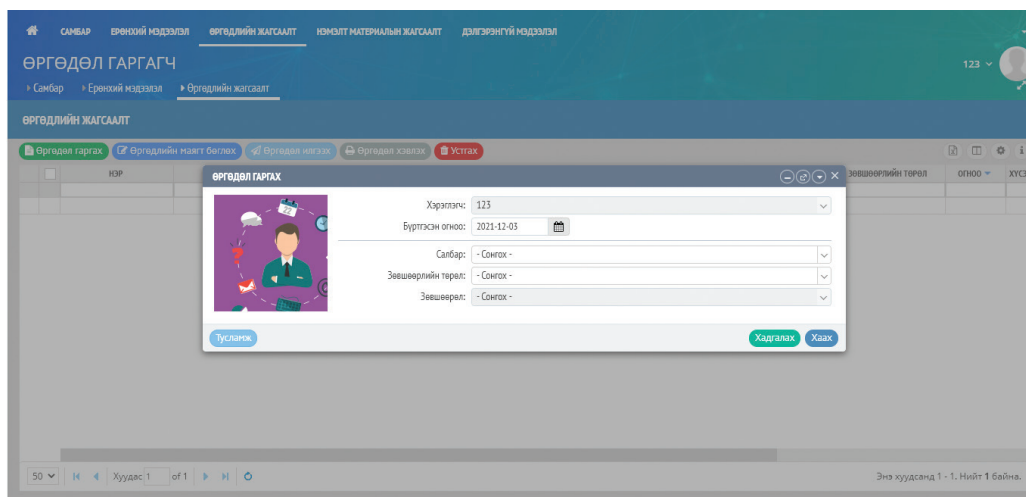 САМБАР ЕРӨНХИЙ МЭДЭЭЛЭЛ ӨРГӨДЛИЙН ЖАГСААЛТ НЭМЭЛТ МАТЕРИАЛЫН ЖАГСААЛТ ДЭЛГЭРЭНГҮЙ МЭДЭЭЛЭЛ
ӨРГӨДӨЛ ГАРГАГЧ
123
Самбар Ерөнхий мэдээлэл Өргөдлийн жагсаалт
ӨРГӨДЛИЙН ЖАГСААЛТ
Өргөдөл гаргах Өргөдлийн маягт бөглөх Өргөдөл илгээх Өргөдөл хэвлэх Устгах
НЭР ЗӨВШӨӨРЛИЙН ТӨРӨЛ ОГНОО
ӨРГӨДӨЛ ГАРГАХ
22
Хэрэглэгч: 123
Бүртгэсэн огноо: 2021-12-03
Салбар: - Сонгох -
Зөвшөөрлийн төрөл: - Сонгох -
Зөвшөөрөл: - Сонгох -
Тусламж Хадгалах Хаах
50 Хуудас 1 of 1 Энэ хуудсанд 1 - 1. Нийт 1 байна.